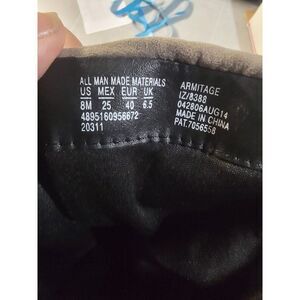 ALL MAN MADE MATERIALS
US MEX EUR UK
8M 25 40 6.5
4895160956672
20311
ARMITAGE
IZ/8388
042806AUG14
MADE IN CHINA
PAT.7056558